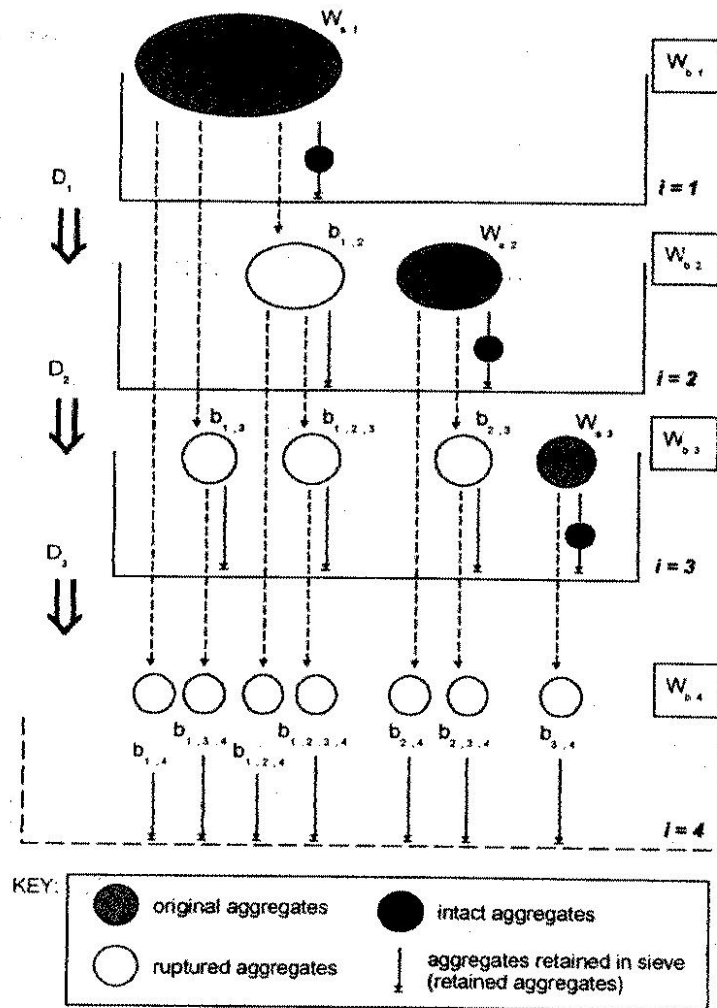 W a 1
W b 1
D 1
i = 1
b 1 , 2
W a 2
W b 2
D 2
i = 2
b 1 , 3
b 1 , 2 , 3
b 2 , 3
W a 3
W b 3
D 3
i = 3
W b 4
b 1 , 4
b 1 , 3 , 4
b 1 , 2 , 4
b 1 , 2 , 3 , 4
b 2 , 4
b 2 , 3 , 4
b 3 , 4
i = 4
KEY:
original aggregates
intact aggregates
ruptured aggregates
aggregates retained in sieve
(retained aggregates)